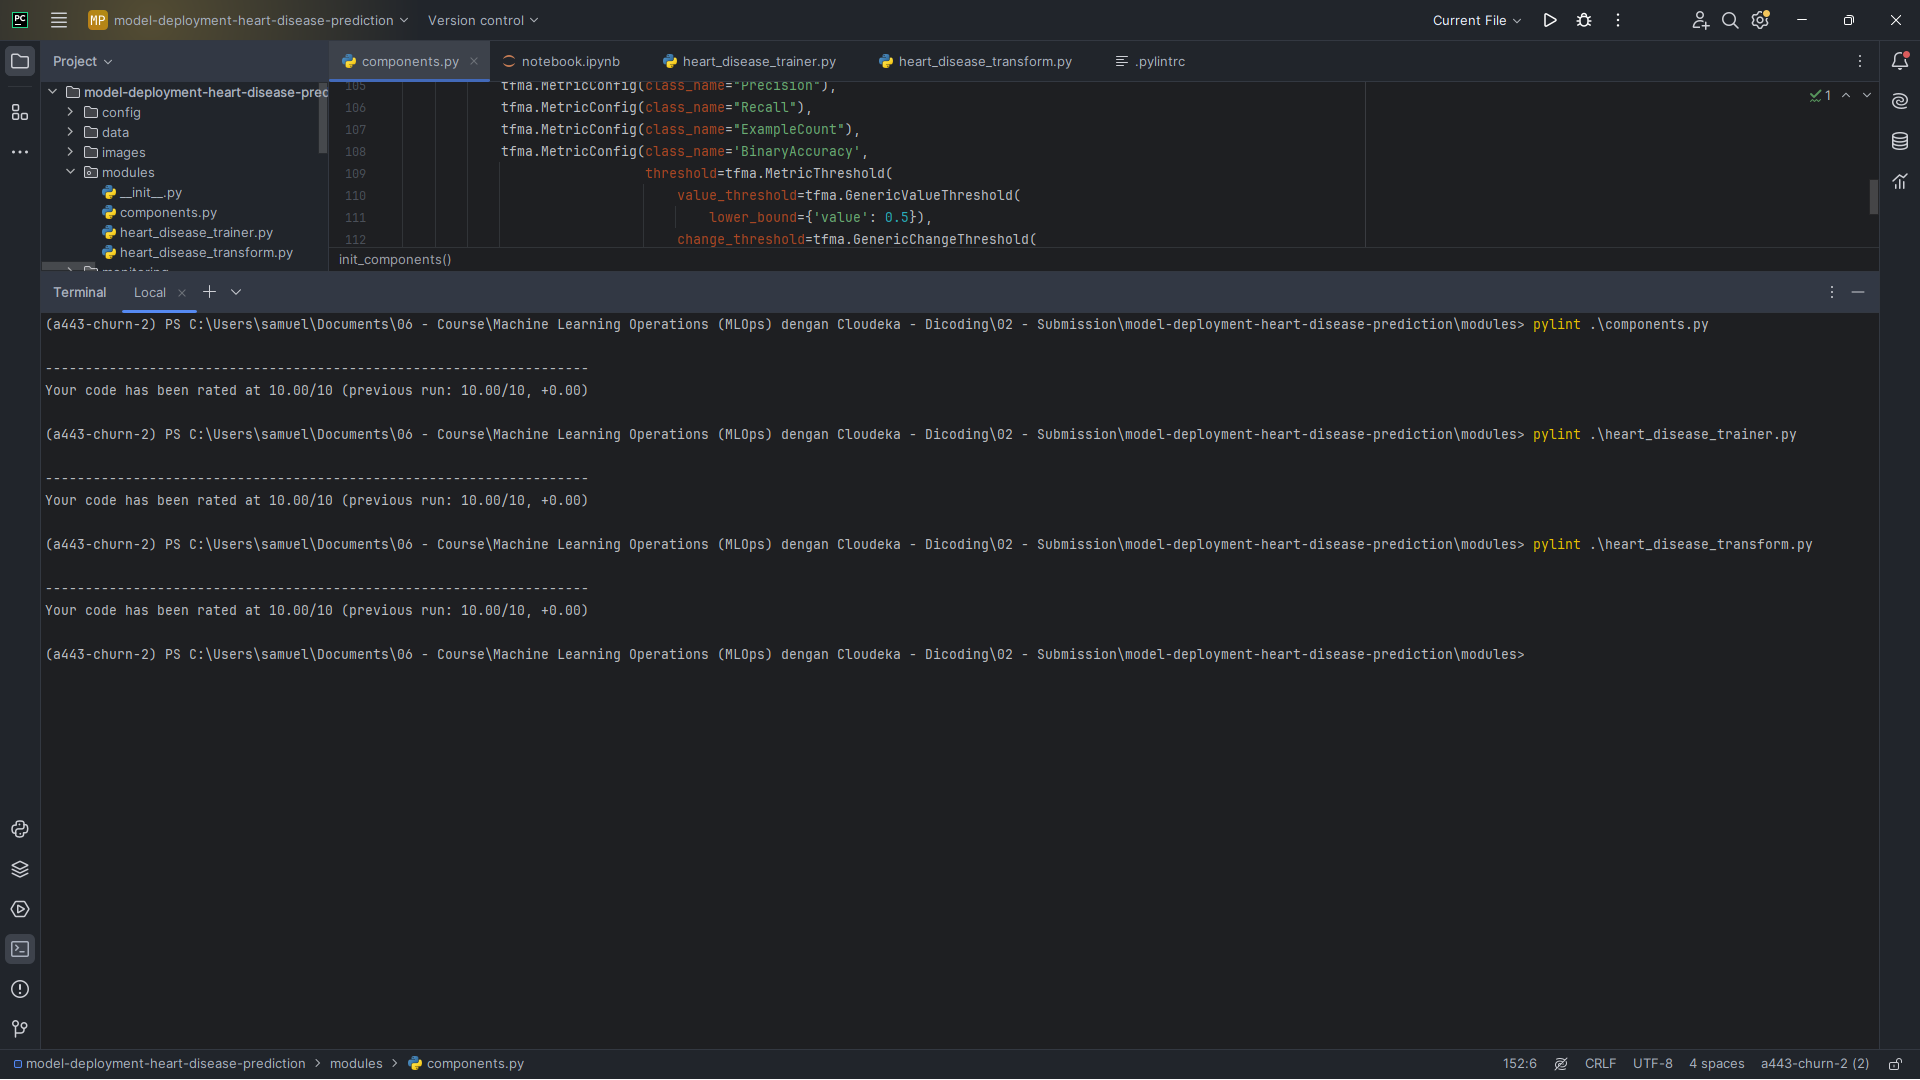 PC MP model-deployment-heart-disease-prediction Version control Current File
Project
components.py notebook.ipynb heart_disease_trainer.py heart_disease_transform.py .pylintrc
model-deployment-heart-disease-pred
config
data
images
modules
__init__.py
components.py
heart_disease_trainer.py
heart_disease_transform.py
monitoring
105 tfma.MetricConfig(class_name="Precision"),
106 tfma.MetricConfig(class_name="Recall"),
107 tfma.MetricConfig(class_name="ExampleCount"),
108 tfma.MetricConfig(class_name='BinaryAccuracy',
109 threshold=tfma.MetricThreshold(
110 value_threshold=tfma.GenericValueThreshold(
111 lower_bound={'value': 0.5}),
112 change_threshold=tfma.GenericChangeThreshold(
1
init_components()
Terminal Local
(a443-churn-2) PS C:\Users\samuel\Documents\06 - Course\Machine Learning Operations (MLOps) dengan Cloudeka - Dicoding\02 - Submission\model-deployment-heart-disease-prediction\modules> pylint .\components.py
--------------------------------------------------------------------
Your code has been rated at 10.00/10 (previous run: 10.00/10, +0.00)
(a443-churn-2) PS C:\Users\samuel\Documents\06 - Course\Machine Learning Operations (MLOps) dengan Cloudeka - Dicoding\02 - Submission\model-deployment-heart-disease-prediction\modules> pylint .\heart_disease_trainer.py
--------------------------------------------------------------------
Your code has been rated at 10.00/10 (previous run: 10.00/10, +0.00)
(a443-churn-2) PS C:\Users\samuel\Documents\06 - Course\Machine Learning Operations (MLOps) dengan Cloudeka - Dicoding\02 - Submission\model-deployment-heart-disease-prediction\modules> pylint .\heart_disease_transform.py
--------------------------------------------------------------------
Your code has been rated at 10.00/10 (previous run: 10.00/10, +0.00)
(a443-churn-2) PS C:\Users\samuel\Documents\06 - Course\Machine Learning Operations (MLOps) dengan Cloudeka - Dicoding\02 - Submission\model-deployment-heart-disease-prediction\modules>
model-deployment-heart-disease-prediction > modules > components.py 152:6 CRLF UTF-8 4 spaces a443-churn-2 (2)